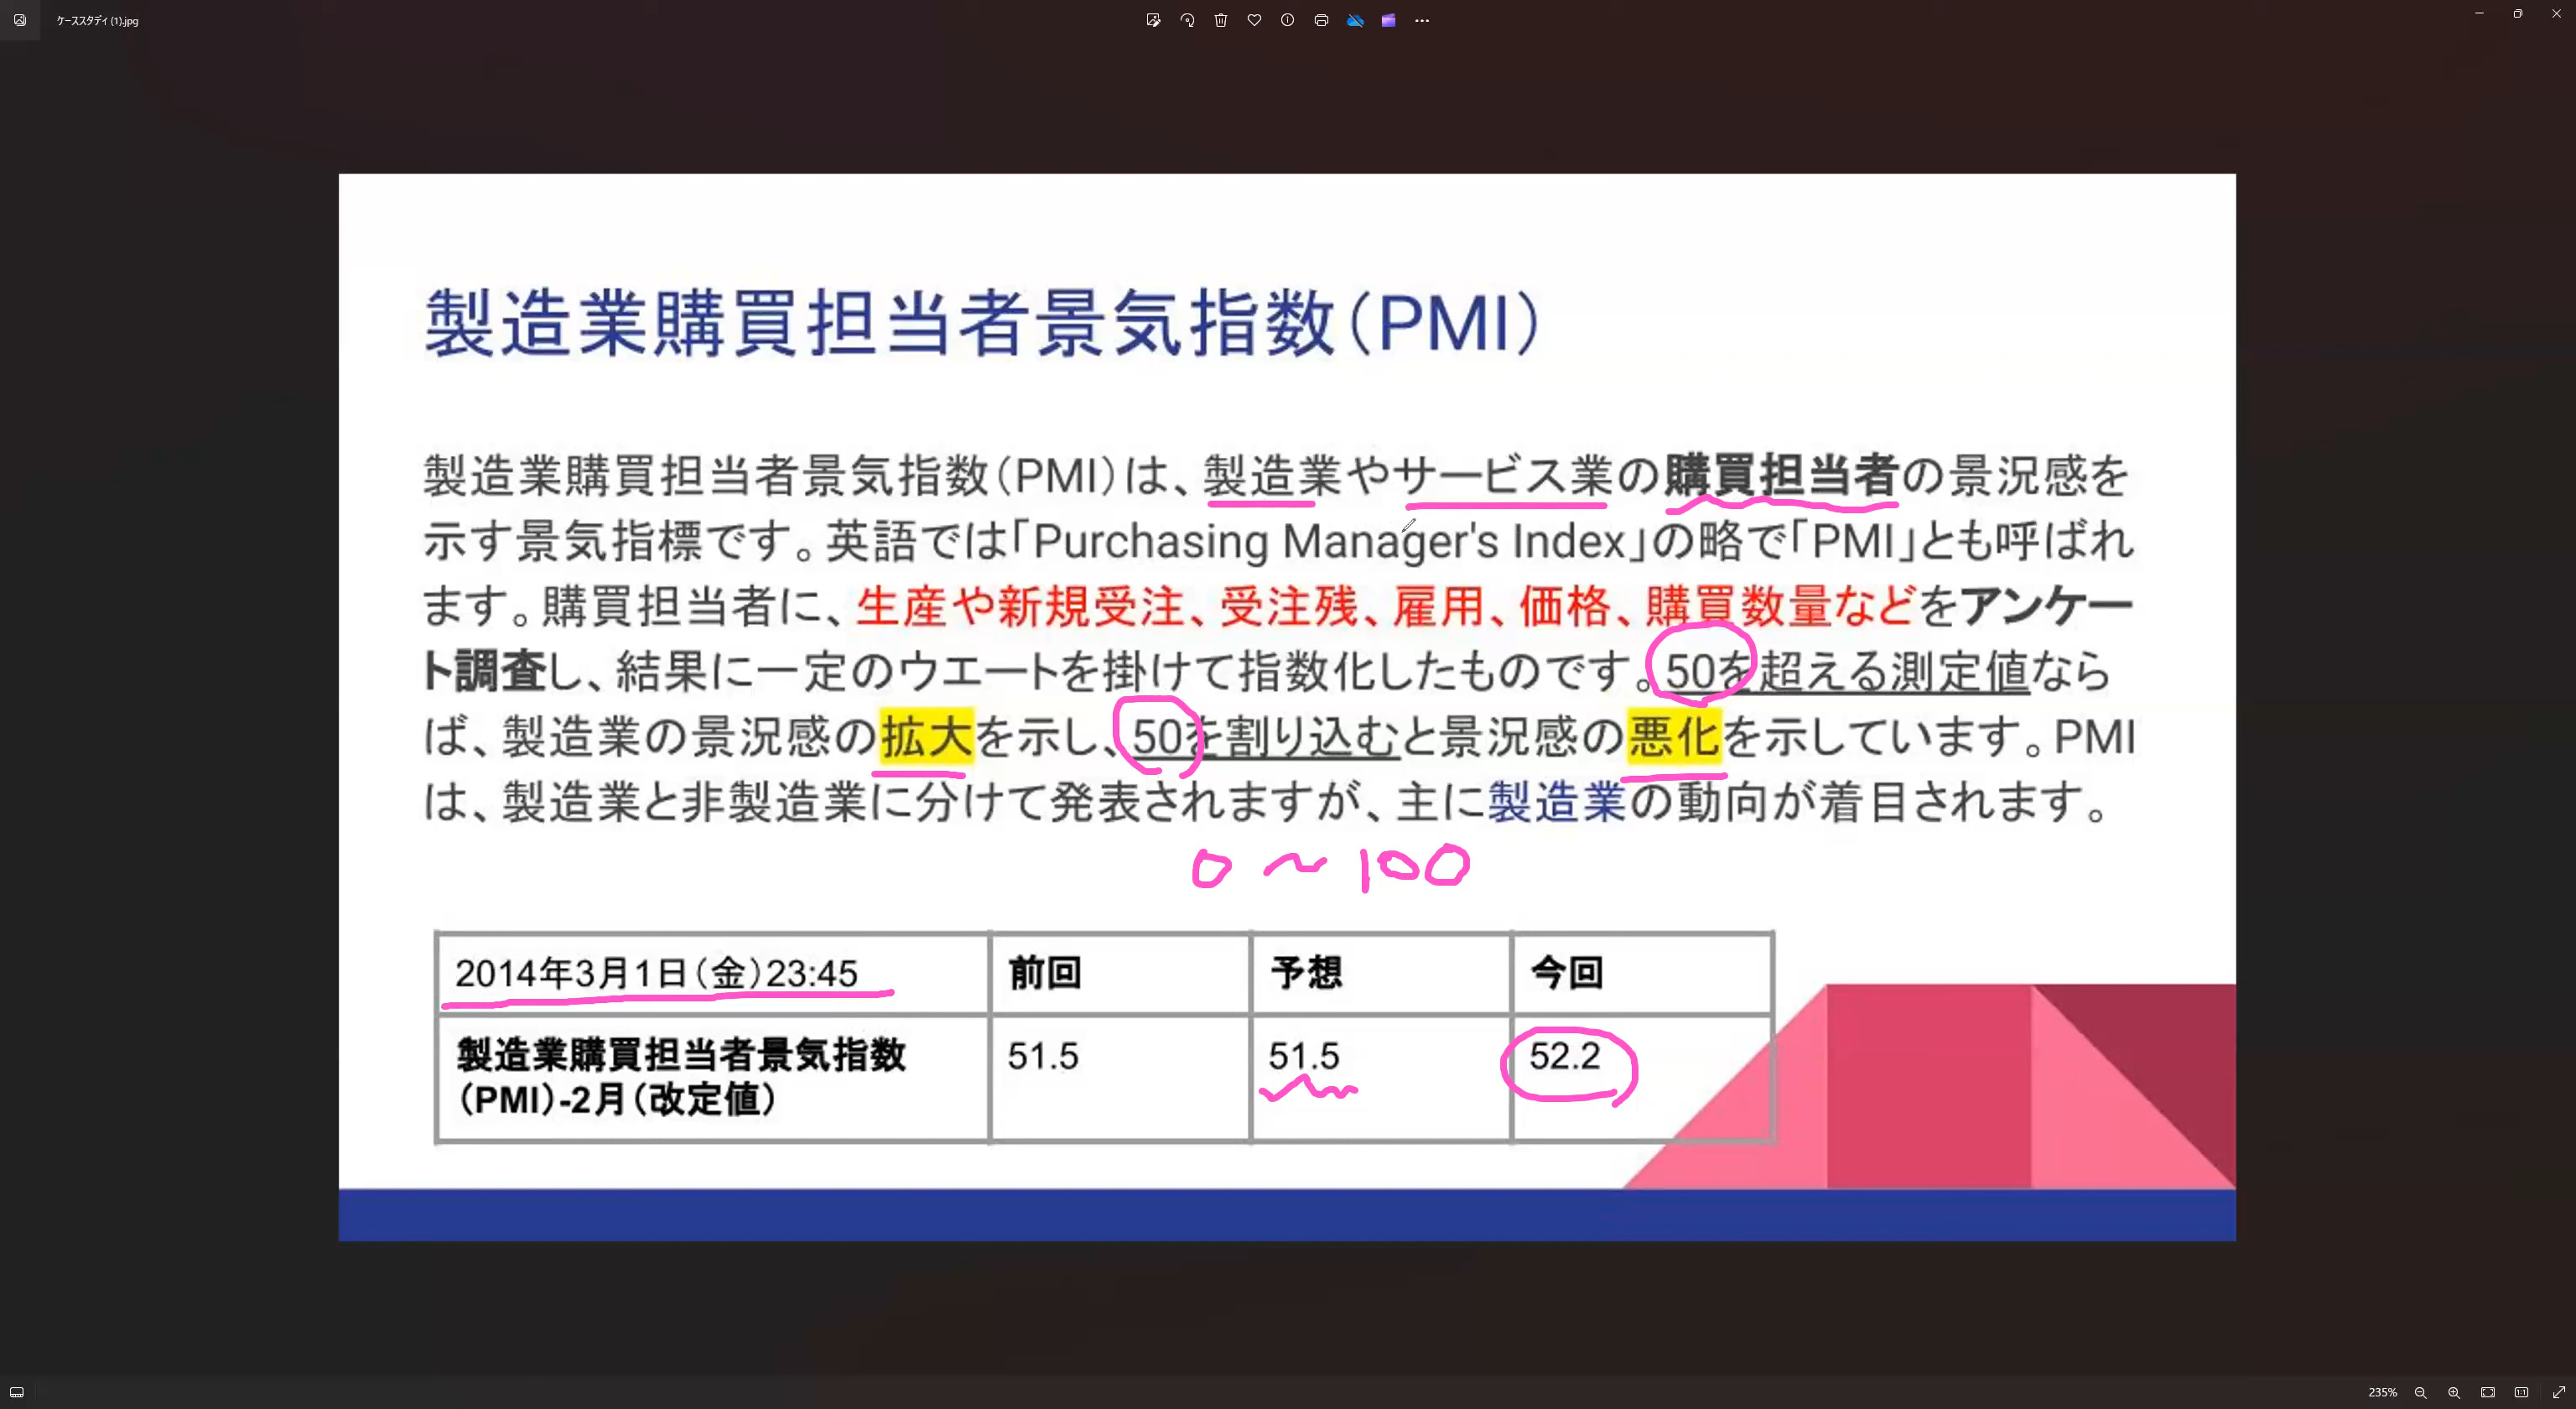 ケーススタディ (1).jpg
製造業購買担当者景気指数（PMI）
製造業購買担当者景気指数（PMI）は、製造業やサービス業の購買担当者の景況感を
示す景気指標です。英語では「Purchasing Manager's Index」の略で「PMI」とも呼ばれ
ます。購買担当者に、生産や新規受注、受注残、雇用、価格、購買数量などをアンケー
ト調査し、結果に一定のウエートを掛けて指数化したものです。50を超える測定値なら
ば、製造業の景況感の拡大を示し、50を割り込むと景況感の悪化を示しています。PMI
は、製造業と非製造業に分けて発表されますが、主に製造業の動向が着目されます。
0 ～ 100
2014年3月1日（金）23:45 前回 予想 今回
製造業購買担当者景気指数 51.5 51.5 52.2
（PMI）-2月（改定値）
235%